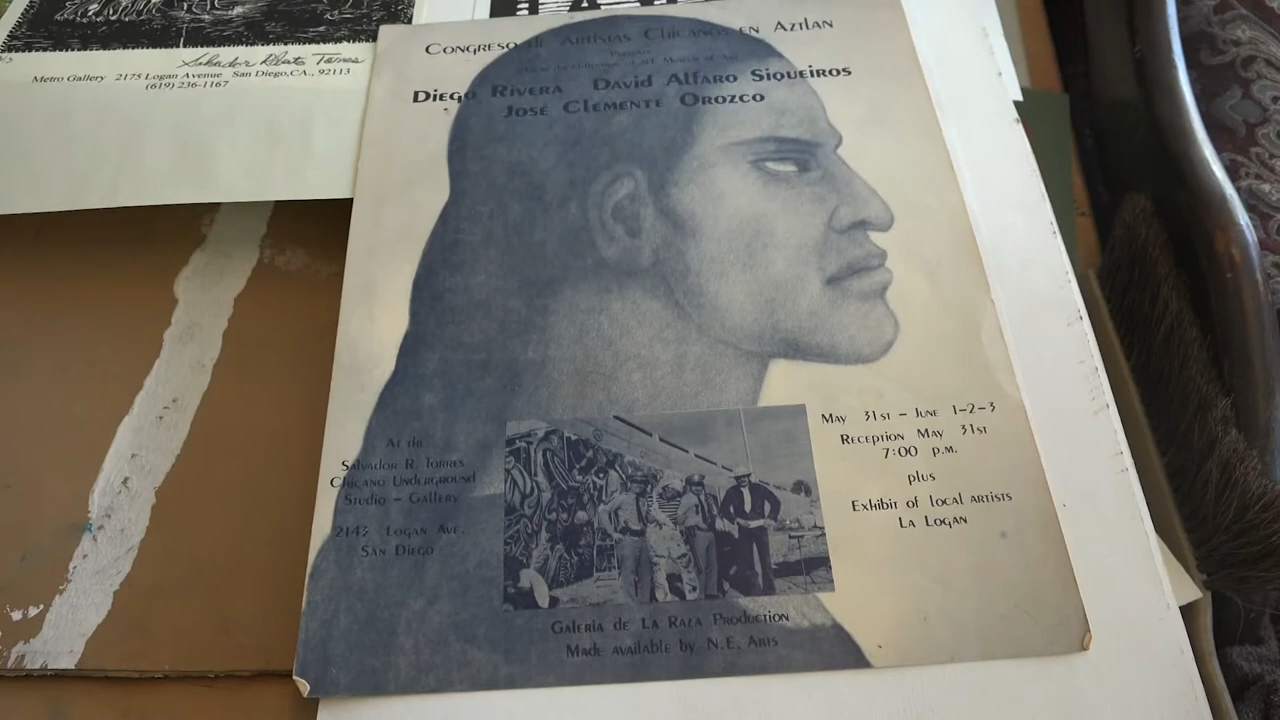 Salvador Roberto Torres
Metro Gallery 2175 Logan Avenue San Diego, CA., 92113
(619) 236-1167
Congreso de Artistas Chicanos en Aztlan
Presents
Diego Rivera David Alfaro Siqueiros
José Clemente Orozco
At the
Salvador R. Torres
Chicano Underground
Studio – Gallery
2143 Logan Ave.
San Diego
May 31st – June 1-2-3
Reception May 31st
7:00 p.m.
plus
Exhibit of local artists
La Logan
Galeria de La Raza Production
Made available by N.E. Arts